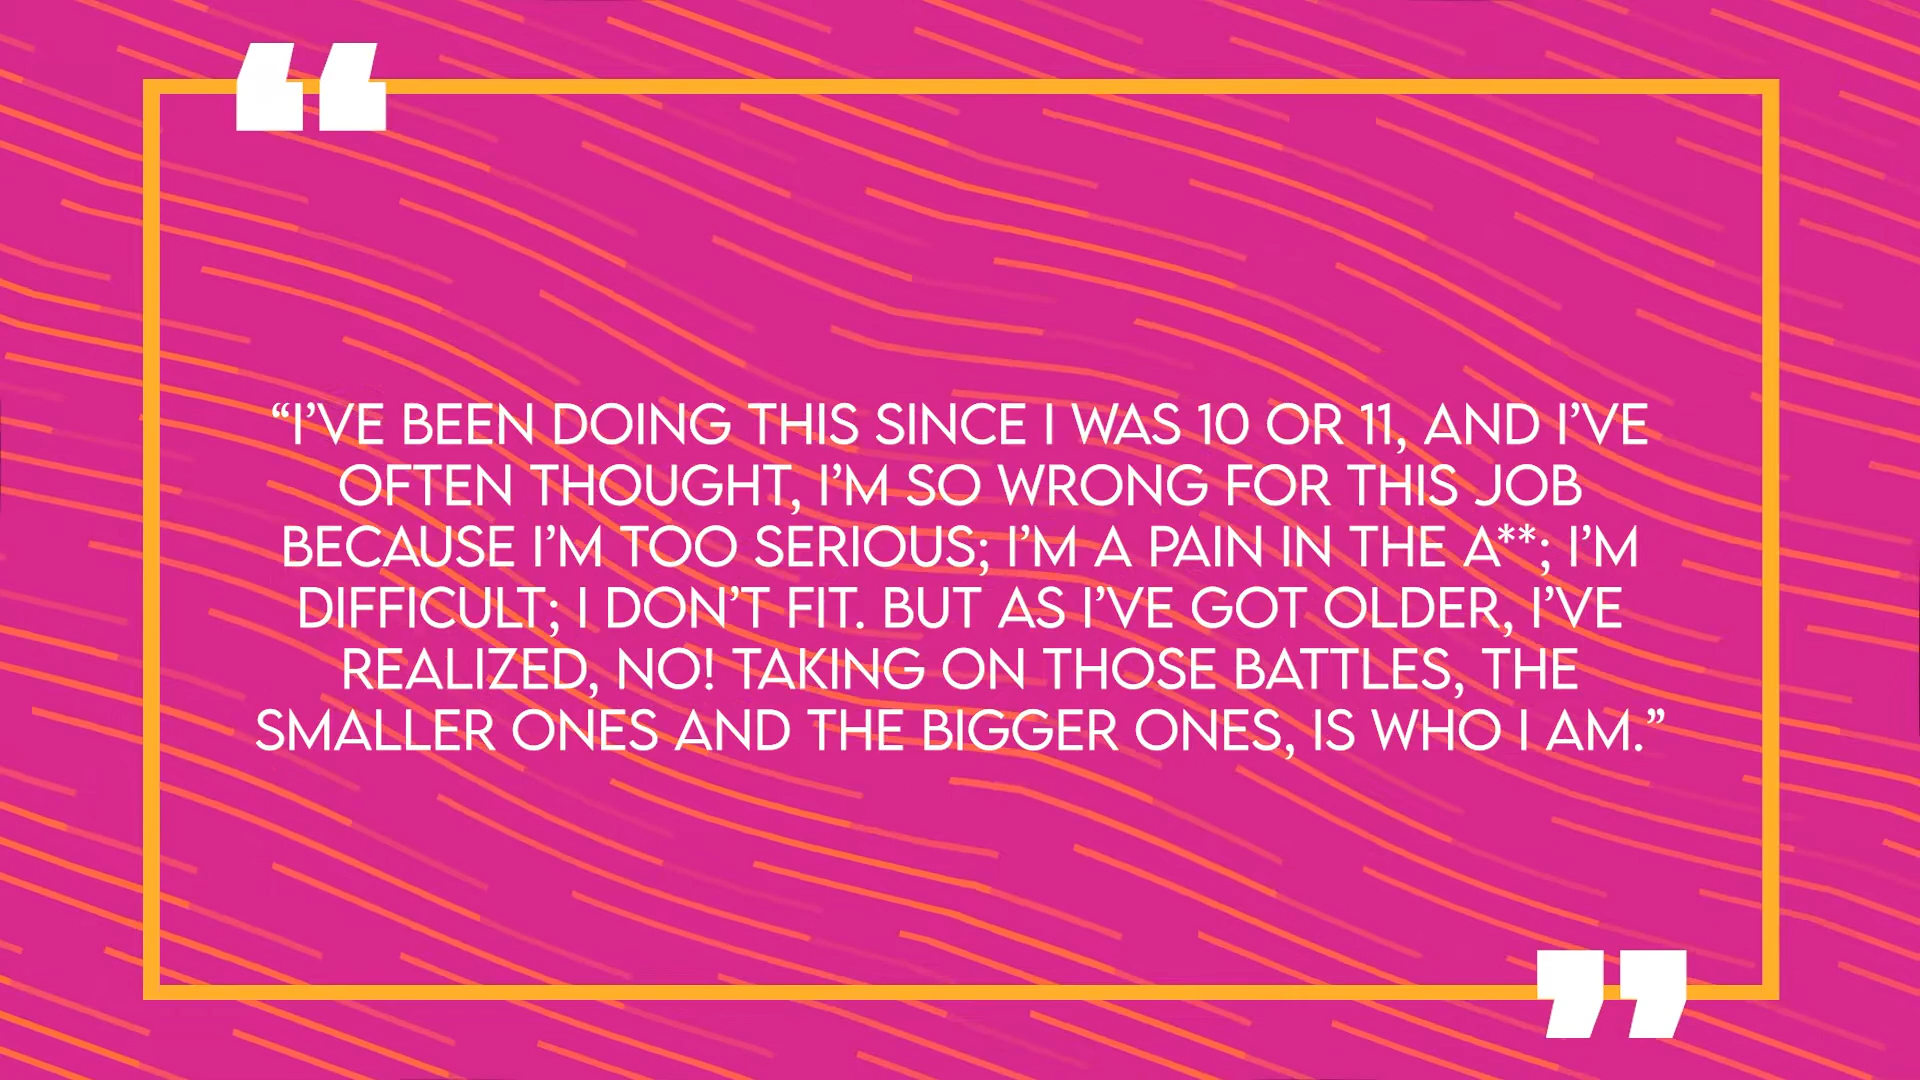 “I’VE BEEN DOING THIS SINCE I WAS 10 OR 11, AND I’VE
OFTEN THOUGHT, I’M SO WRONG FOR THIS JOB
BECAUSE I’M TOO SERIOUS; I’M A PAIN IN THE A**; I’M
DIFFICULT; I DON’T FIT. BUT AS I’VE GOT OLDER, I’VE
REALIZED, NO! TAKING ON THOSE BATTLES, THE
SMALLER ONES AND THE BIGGER ONES, IS WHO I AM.”